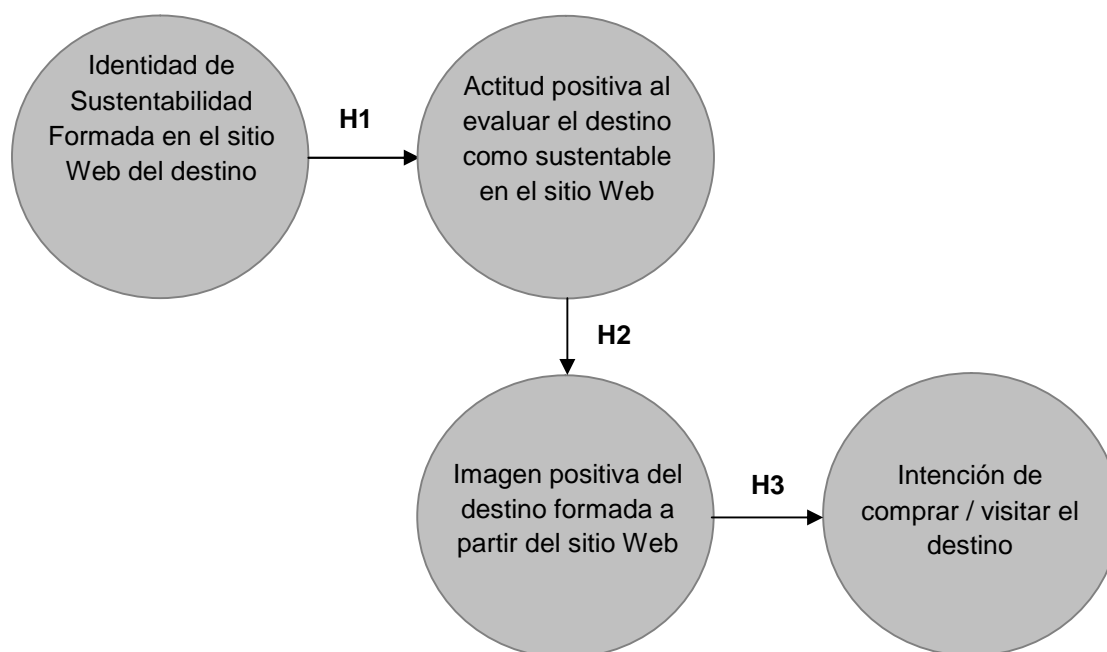 Identidad de
Sustentabilidad
Formada en el sitio
Web del destino
H1
Actitud positiva al
evaluar el destino
como sustentable
en el sitio Web
H2
Imagen positiva del
destino formada a
partir del sitio Web
H3
Intención de
comprar / visitar el
destino